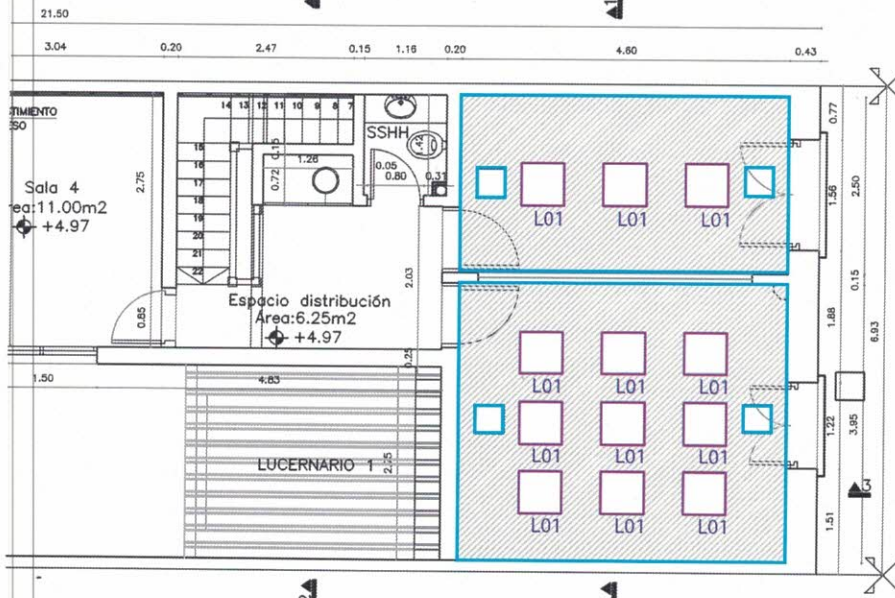 21.50
3.04 0.20 2.47 0.15 1.16 0.20 4.60 0.43
TIMIENTO
SO
14 13 12 11 10 9 8 7
15
16
17
18
19
20
21
22
SSHH
1.42
0.15
1.26
0.72
0.05
0.80 0.31
0.77
1.56
2.50
Sala 4
rea:11.00m2
+4.97
2.75
L01 L01 L01
2.03
0.15
Espacio distribución
Área:6.25m2
+4.97
0.85
0.25
1.88
6.93
1.50 4.83
L01 L01 L01
1.22
3.95
LUCERNARIO 1
L01 L01 L01
1.51
L01 L01 L01